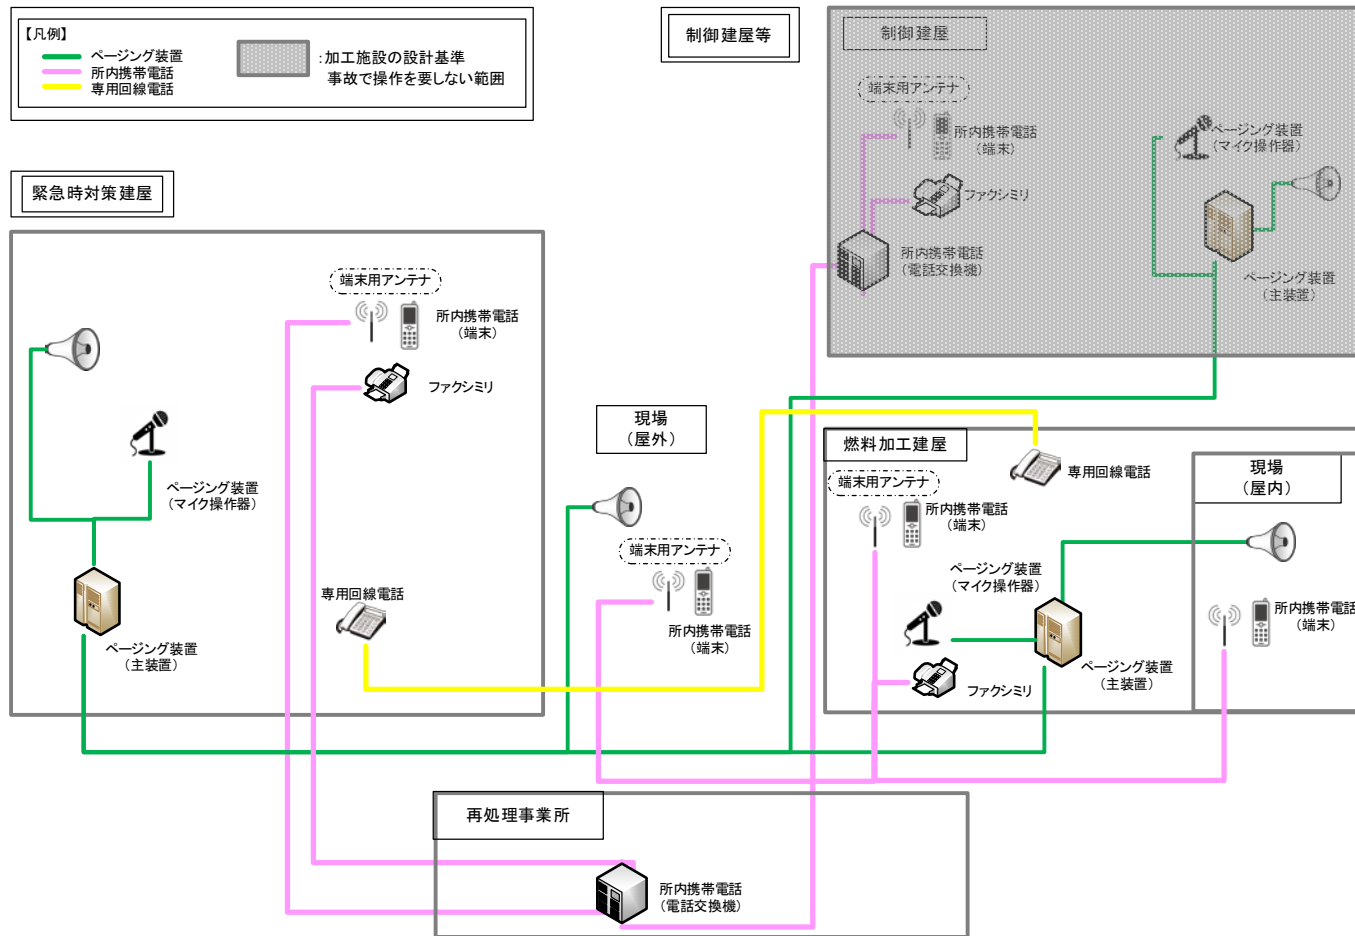 【凡例】
ページング装置
所内携帯電話
専用回線電話
:加工施設の設計基準
事故で操作を要しない範囲
制御建屋等
制御建屋
端末用アンテナ
所内携帯電話
(端末)
ファクシミリ
所内携帯電話
(電話交換機)
ページング装置
(マイク操作器)
ページング装置
(主装置)
緊急時対策建屋
端末用アンテナ
所内携帯電話
(端末)
ファクシミリ
ページング装置
(マイク操作器)
専用回線電話
ページング装置
(主装置)
現場
(屋外)
端末用アンテナ
所内携帯電話
(端末)
燃料加工建屋
専用回線電話
端末用アンテナ
所内携帯電話
(端末)
ページング装置
(マイク操作器)
ページング装置
(主装置)
ファクシミリ
現場
(屋内)
所内携帯電話
(端末)
再処理事業所
所内携帯電話
(電話交換機)